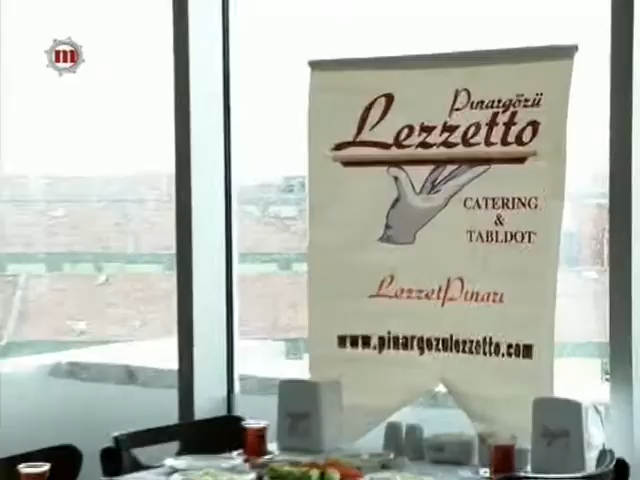 m
Pınargözü
Lezzetto
CATERING
&
TABLDOT
LezzetPınarı
www.pinargozulezzetto.com